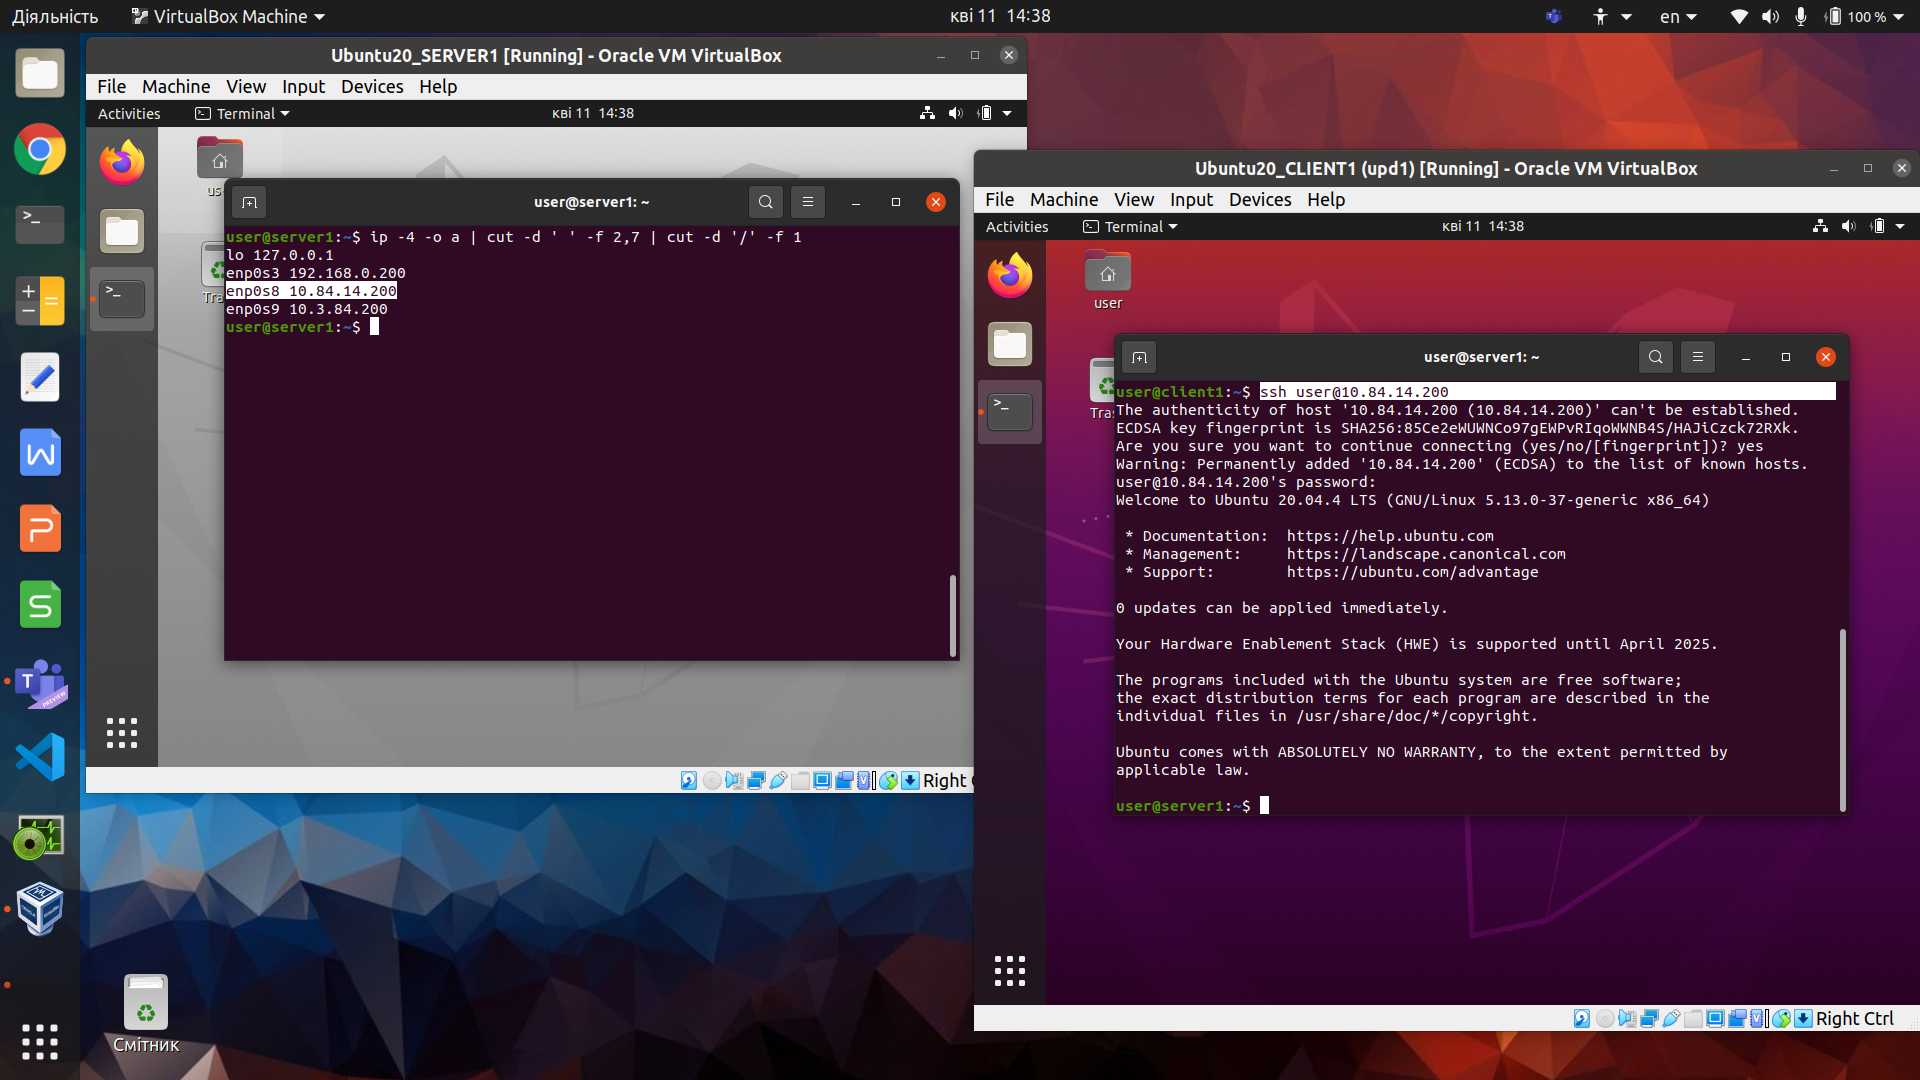 Діяльність
VirtualBox Machine
кві 11 14:38
en
100 %
Ubuntu20_SERVER1 [Running] - Oracle VM VirtualBox
File Machine View Input Devices Help
Activities
Terminal
кві 11 14:38
user@server1: ~
user@server1:~$ ip -4 -o a | cut -d ' ' -f 2,7 | cut -d '/' -f 1
lo 127.0.0.1
enp0s3 192.168.0.200
enp0s8 10.84.14.200
enp0s9 10.3.84.200
user@server1:~$
Right
Ubuntu20_CLIENT1 (upd1) [Running] - Oracle VM VirtualBox
File Machine View Input Devices Help
Activities
Terminal
кві 11 14:38
user
user@server1: ~
user@client1:~$ ssh user@10.84.14.200
The authenticity of host '10.84.14.200 (10.84.14.200)' can't be established.
ECDSA key fingerprint is SHA256:85Ce2eWUWNCo97gEWPvRIqoWWNB4S/HAJiCzck72RXk.
Are you sure you want to continue connecting (yes/no/[fingerprint])? yes
Warning: Permanently added '10.84.14.200' (ECDSA) to the list of known hosts.
user@10.84.14.200's password:
Welcome to Ubuntu 20.04.4 LTS (GNU/Linux 5.13.0-37-generic x86_64)
* Documentation: https://help.ubuntu.com
* Management: https://landscape.canonical.com
* Support: https://ubuntu.com/advantage
0 updates can be applied immediately.
Your Hardware Enablement Stack (HWE) is supported until April 2025.
The programs included with the Ubuntu system are free software;
the exact distribution terms for each program are described in the
individual files in /usr/share/doc/*/copyright.
Ubuntu comes with ABSOLUTELY NO WARRANTY, to the extent permitted by
applicable law.
user@server1:~$
Right Ctrl
Смітник